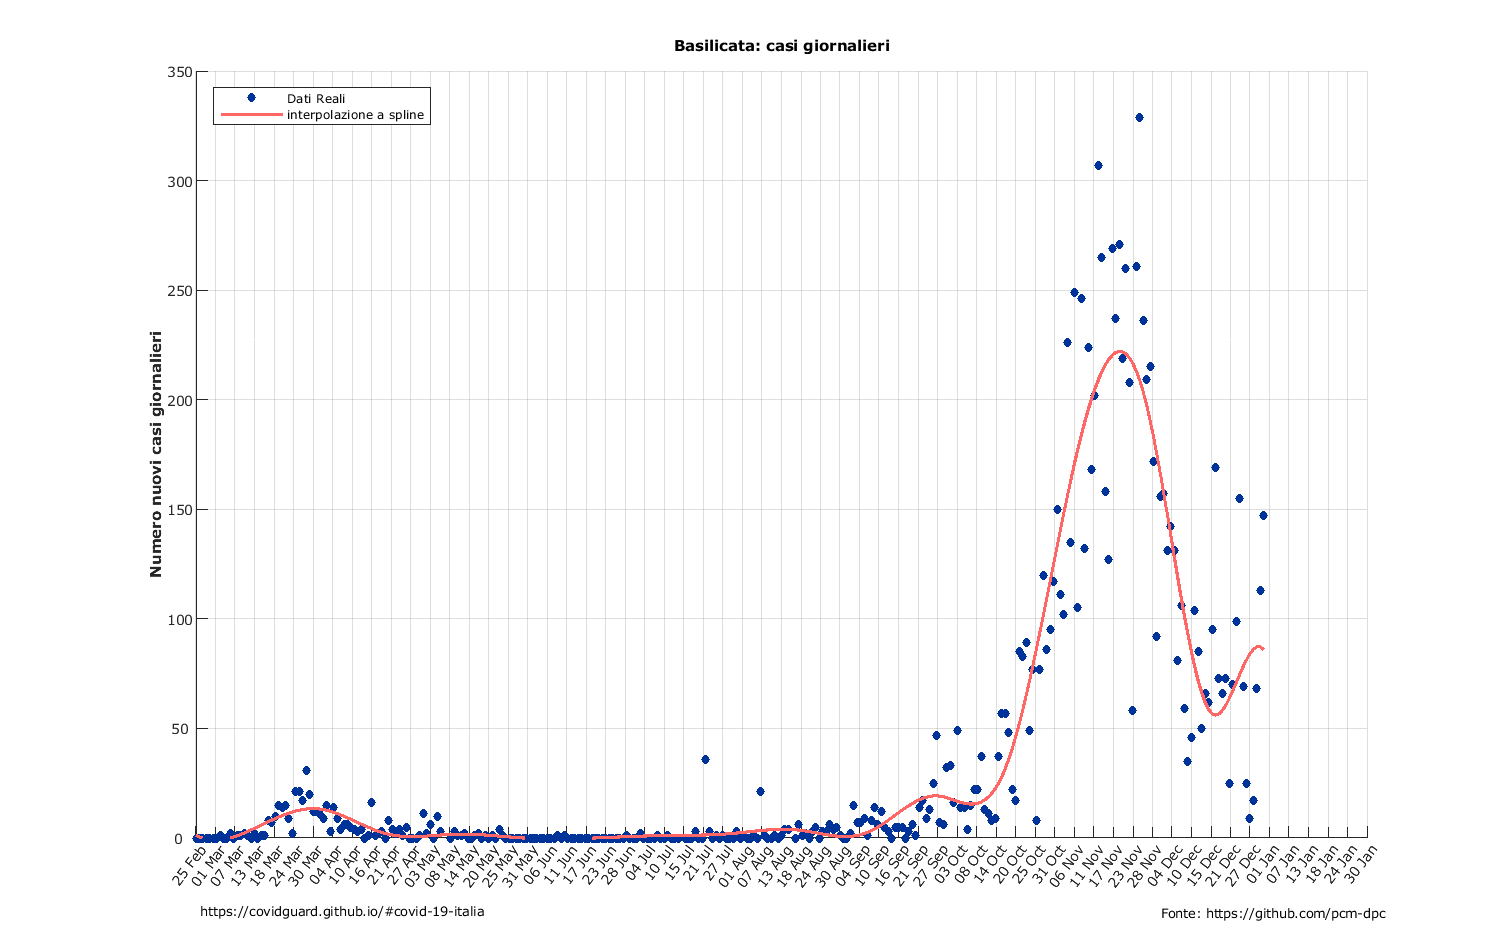 Basilicata: casi giornalieri
Dati Reali
interpolazione a spline
Numero nuovi casi giornalieri
350
300
250
200
150
100
50
0
25 Feb
01 Mar
07 Mar
13 Mar
18 Mar
24 Mar
30 Mar
04 Apr
10 Apr
16 Apr
21 Apr
27 Apr
03 May
08 May
14 May
20 May
25 May
31 May
06 Jun
11 Jun
17 Jun
23 Jun
28 Jun
04 Jul
10 Jul
15 Jul
21 Jul
27 Jul
01 Aug
07 Aug
13 Aug
18 Aug
24 Aug
30 Aug
04 Sep
10 Sep
16 Sep
21 Sep
27 Sep
03 Oct
08 Oct
14 Oct
20 Oct
25 Oct
31 Oct
06 Nov
11 Nov
17 Nov
23 Nov
28 Nov
04 Dec
10 Dec
15 Dec
21 Dec
27 Dec
01 Jan
07 Jan
13 Jan
18 Jan
24 Jan
30 Jan
https://covidguard.github.io/#covid-19-italia
Fonte: https://github.com/pcm-dpc